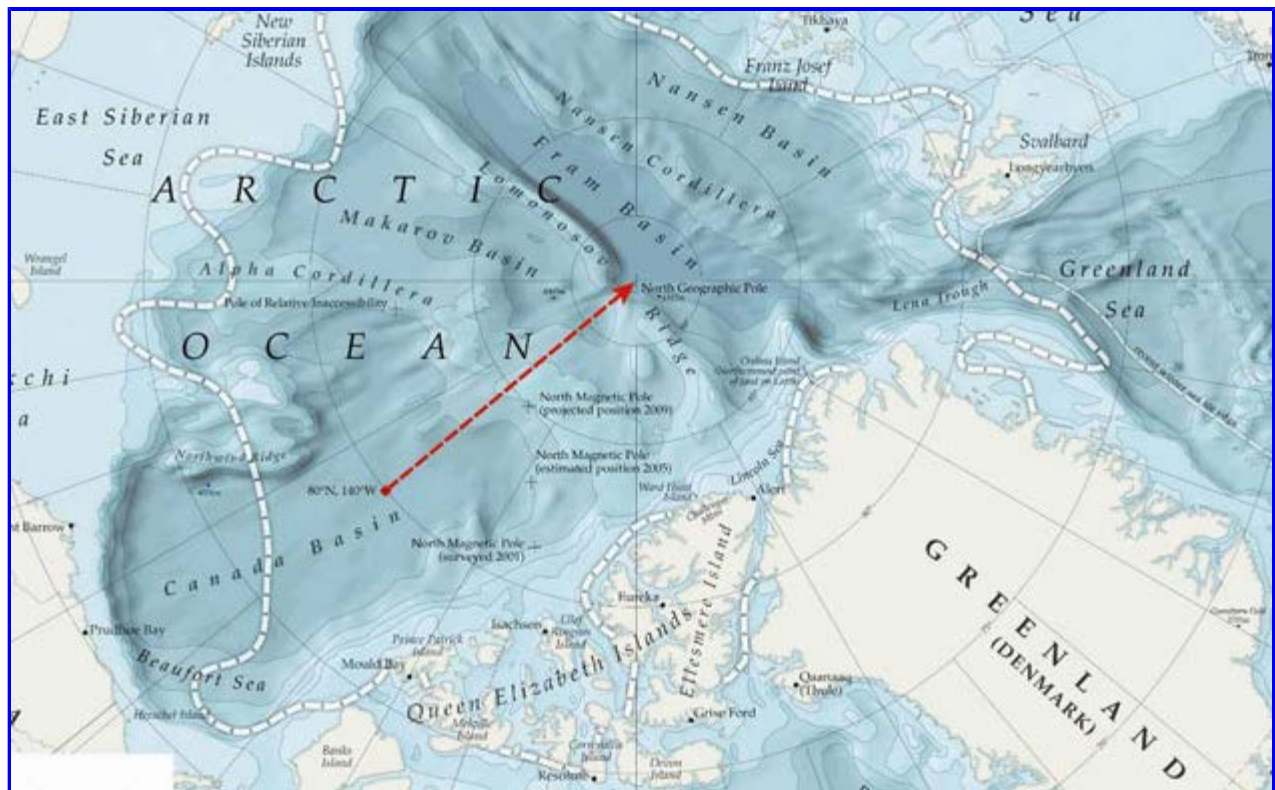 New
Siberian
Islands
Tikhaya
Sea
Franz Josef
Land
Nansen Basin
East Siberian
Sea
Nansen Cordillera
Fram Basin
Svalbard
Longyearbyen
ARCTIC
Lomonosov
Makarov Basin
Wrangel
Island
Alpha Cordillera
Greenland
Sea
Pole of Relative Inaccessibility
North Geographic Pole
Lena Trough
Ridge
OCEAN
North Magnetic Pole
(projected position 2009)
North Magnetic Pole
(estimated position 2005)
Northwind Ridge
Lincoln Sea
Ward Hunt
Island
80°N, 140°W
Alert
Canada Basin
North Magnetic Pole
(surveyed 2001)
Ellesmere Island
GREENLAND
(DENMARK)
Eureka
Prudhoe Bay
Isachsen
Ellef
Ringnes
Island
Prince Patrick
Island
Mould Bay
Beaufort Sea
Queen Elizabeth Islands
Qaanaaq
(Thule)
Herschel Island
Melville
Island
Grise Fiord
Banks
Island
Cornwallis
Island
Devon
Island
Resolute